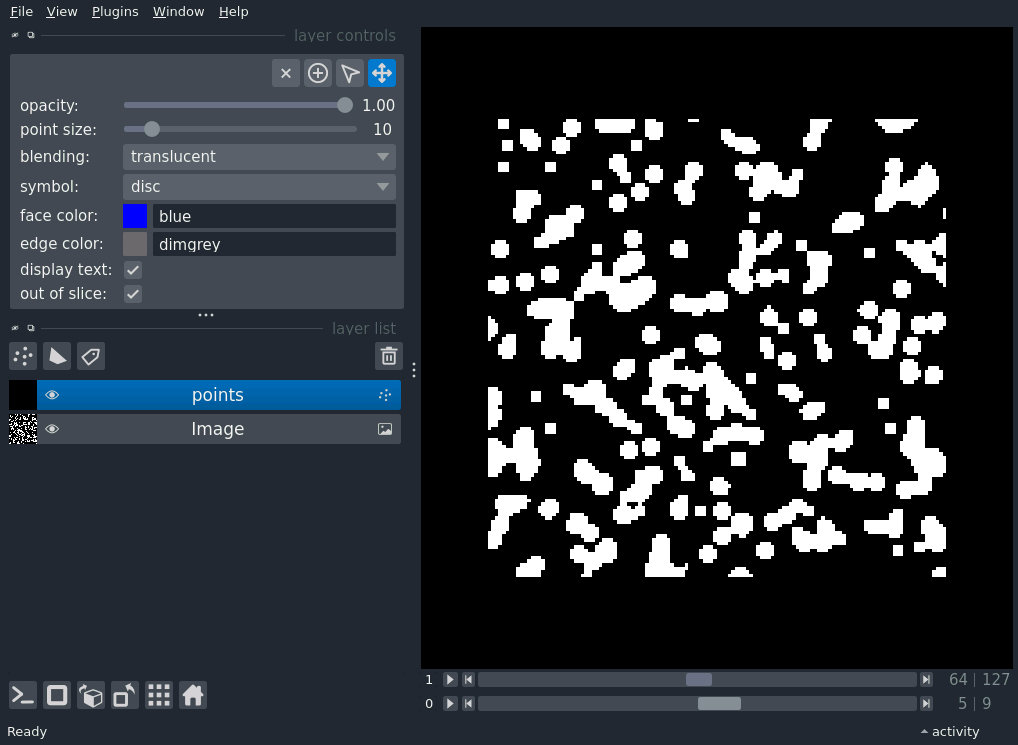 File View Plugins Window Help
layer controls
opacity: 1.00
point size: 10
blending: translucent
symbol: disc
face color: blue
edge color: dimgrey
display text:
out of slice:
layer list
points
Image
1 64 | 127
0 5 | 9
Ready activity